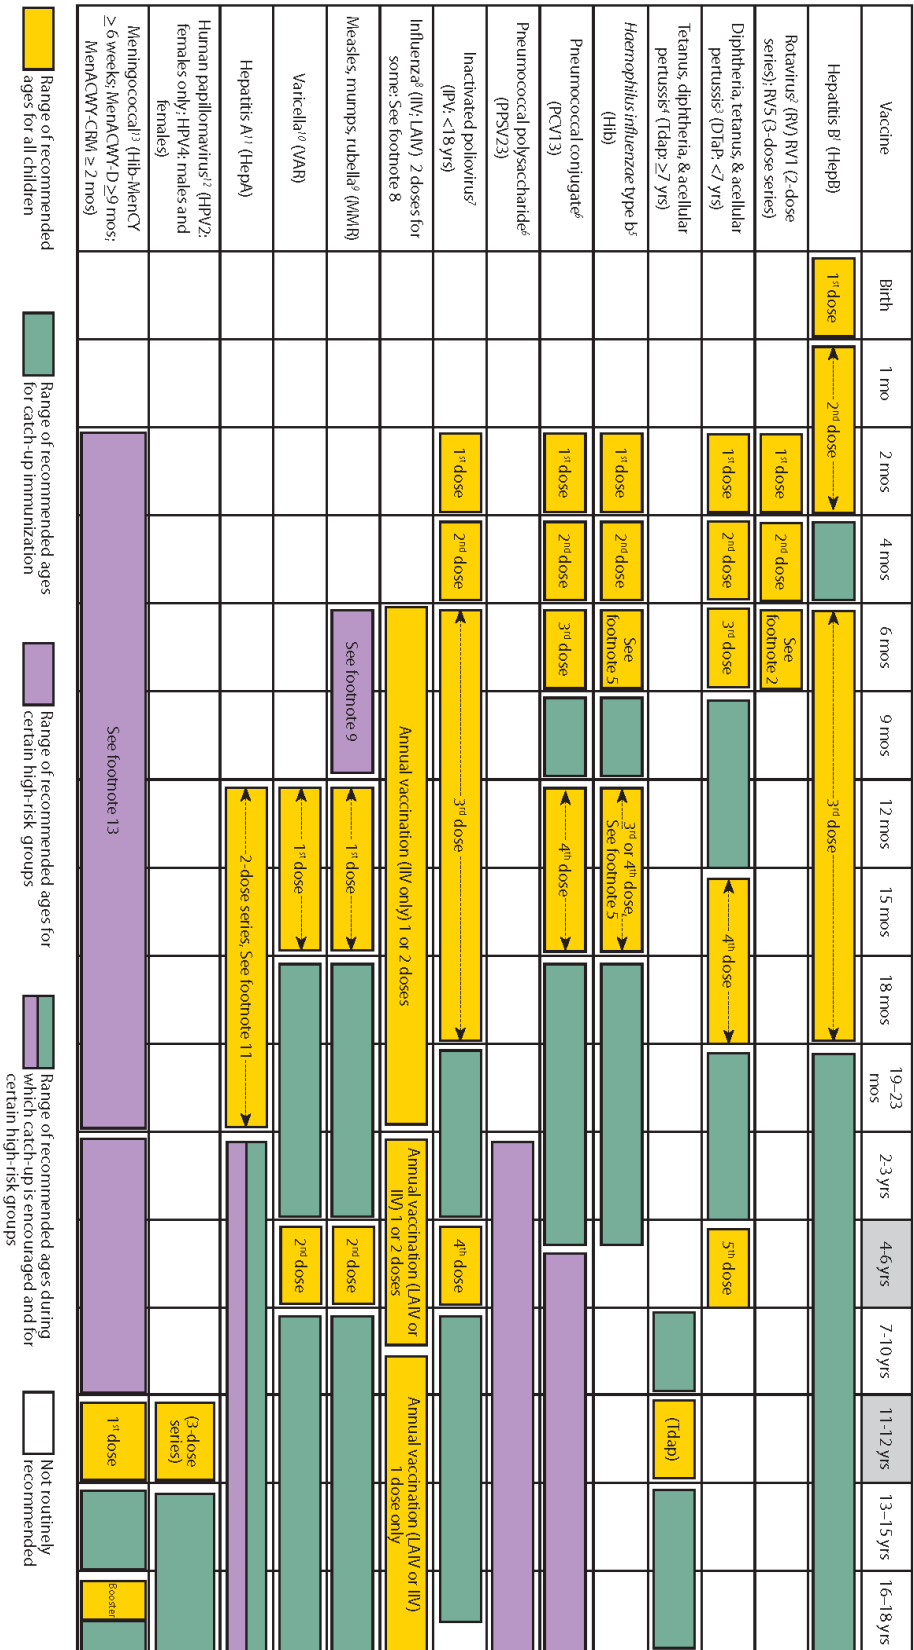 Vaccine
Birth
1 mo
2 mos
4 mos
6 mos
9 mos
12 mos
15 mos
18 mos
19–23
mos
2-3 yrs
4-6 yrs
7-10 yrs
11-12 yrs
13–15 yrs
16–18 yrs
Hepatitis B¹ (HepB)
1st dose
2nd dose
3rd dose
Rotavirus² (RV) RV1 (2-dose
series); RV5 (3-dose series)
1st dose
2nd dose
See
footnote 2
Diphtheria, tetanus, & acellular
pertussis³ (DTaP: <7 yrs)
1st dose
2nd dose
3rd dose
4th dose
5th dose
Tetanus, diphtheria, & acellular
pertussis⁴ (Tdap: ≥7 yrs)
(Tdap)
Haemophilus influenzae type b⁵
(Hib)
1st dose
2nd dose
See
footnote 5
3rd or 4th dose,
See footnote 5
Pneumococcal conjugate⁶
(PCV13)
1st dose
2nd dose
3rd dose
4th dose
Pneumococcal polysaccharide⁶
(PPSV23)
Inactivated poliovirus⁷
(IPV: <18 yrs)
1st dose
2nd dose
3rd dose
4th dose
Influenza⁸ (IIV; LAIV) 2 doses for
some: See footnote 8
Annual vaccination (IIV only) 1 or 2 doses
Annual vaccination (LAIV or
IIV) 1 or 2 doses
Annual vaccination (LAIV or IIV)
1 dose only
Measles, mumps, rubella⁹ (MMR)
See footnote 9
1st dose
2nd dose
Varicella¹⁰ (VAR)
1st dose
2nd dose
Hepatitis A¹¹ (HepA)
2-dose series, See footnote 11
Human papillomavirus¹² (HPV2:
females only; HPV4: males and
females)
(3-dose
series)
Meningococcal¹³ (Hib-MenCY
≥ 6 weeks; MenACWY-D ≥9 mos;
MenACWY-CRM ≥ 2 mos)
See footnote 13
1st dose
Booster
Range of recommended
ages for all children
Range of recommended ages
for catch-up immunization
Range of recommended ages for
certain high-risk groups
Range of recommended ages during
which catch-up is encouraged and for
certain high-risk groups
Not routinely
recommended